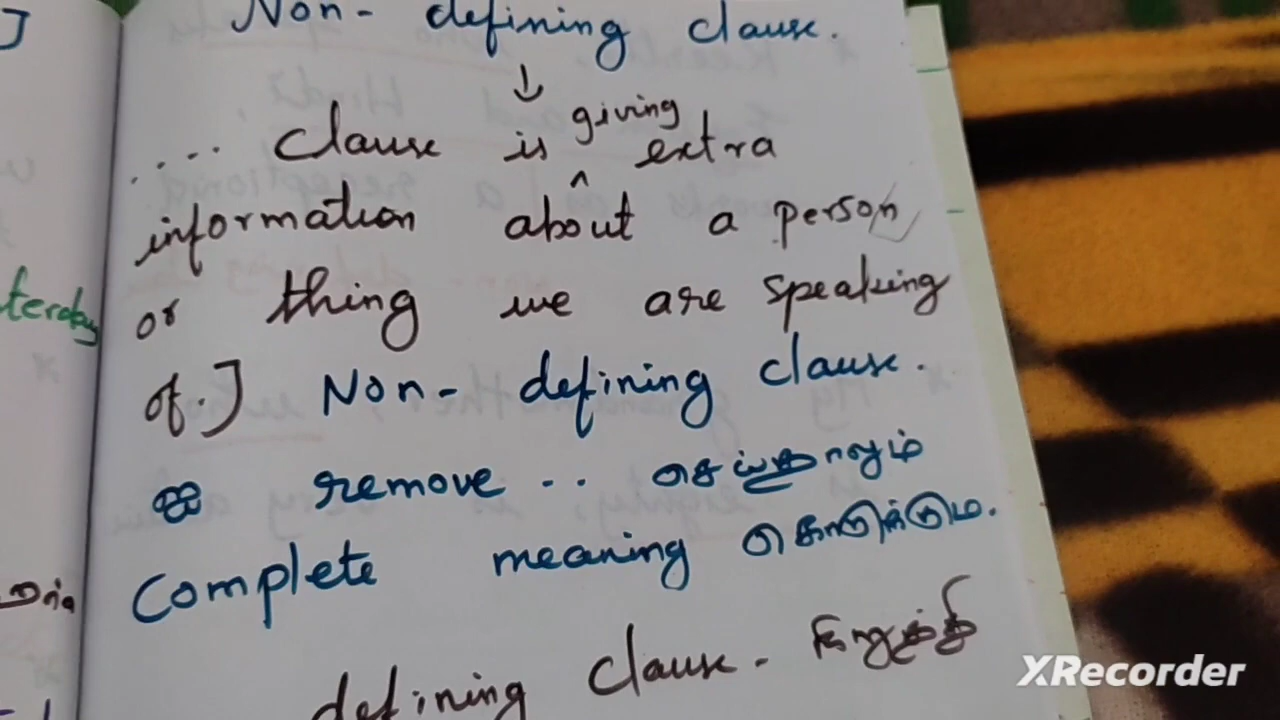 Non- defining clause.
↓
.... Clause is giving extra
information about a person
or thing we are speaking
of.] Non- defining clause.
ஐ remove .. செய்தாலும்
Complete meaning கொடுக்கும்.
defining clause.
]
terday
XRecorder